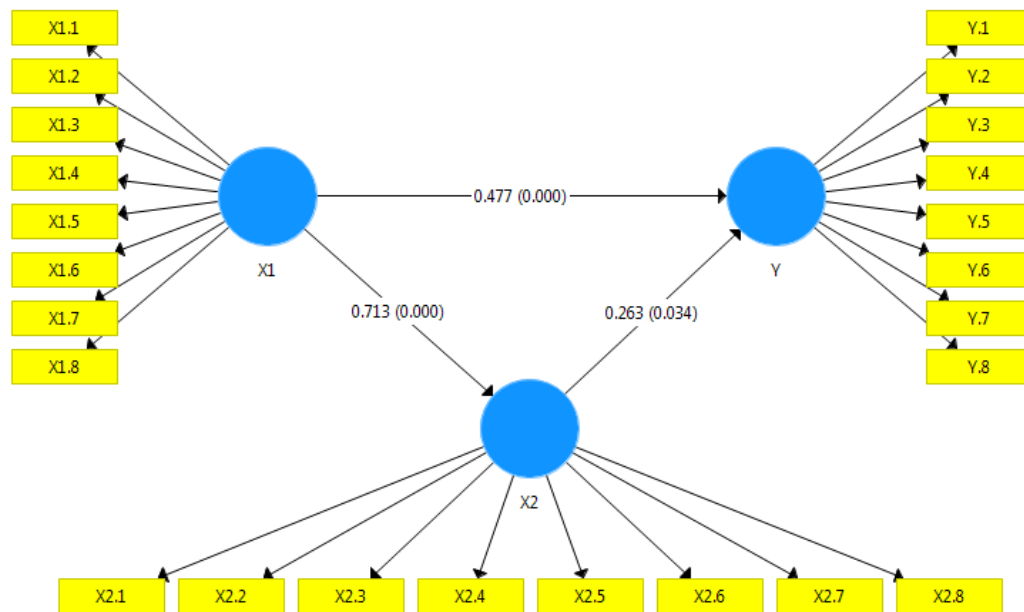 X1.1
X1.2
X1.3
X1.4
X1.5
X1.6
X1.7
X1.8
X1
0.477 (0.000)
0.713 (0.000)
0.263 (0.034)
Y
Y.1
Y.2
Y.3
Y.4
Y.5
Y.6
Y.7
Y.8
X2
X2.1
X2.2
X2.3
X2.4
X2.5
X2.6
X2.7
X2.8